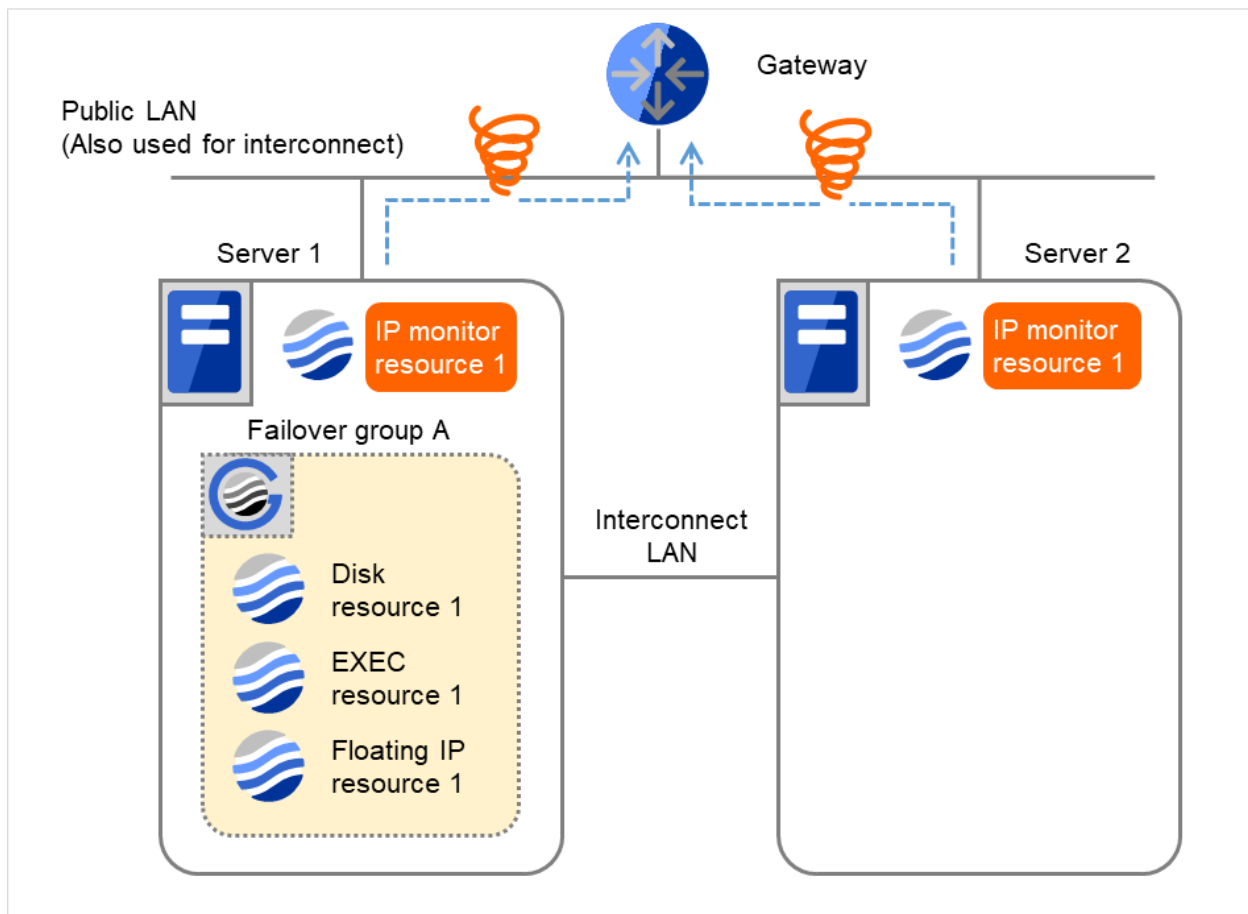 Gateway
Public LAN
(Also used for interconnect)
Server 1
Server 2
IP monitor
resource 1
IP monitor
resource 1
Failover group A
Interconnect
LAN
Disk
resource 1
EXEC
resource 1
Floating IP
resource 1